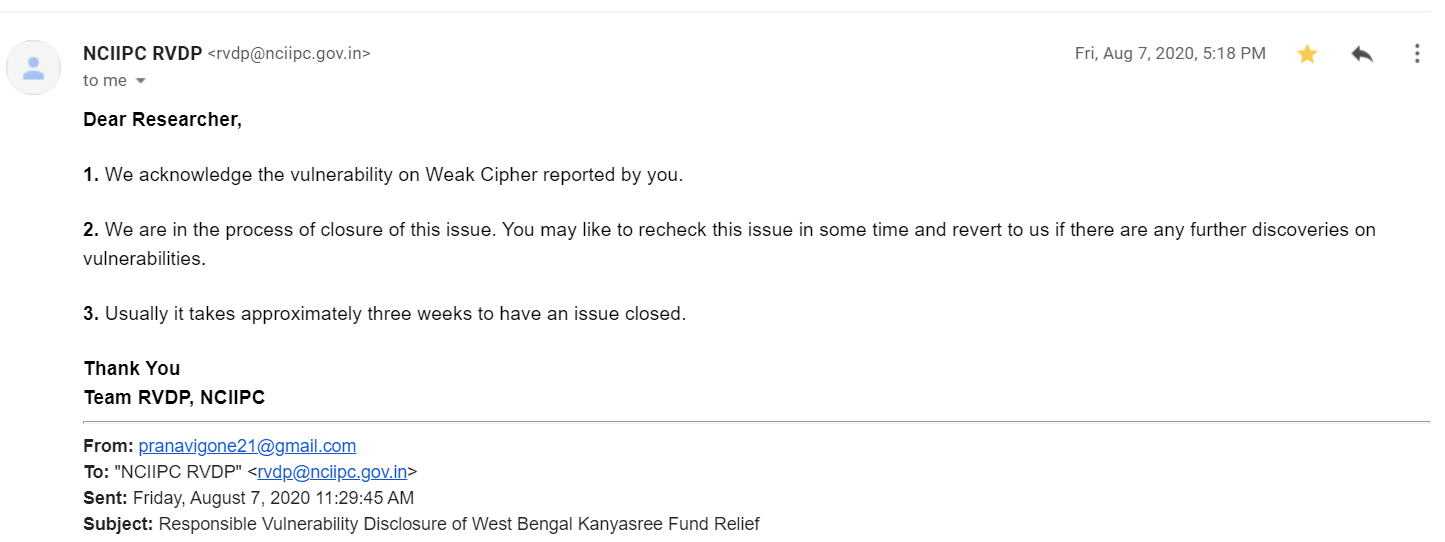 NCIIPC RVDP <rvdp@nciipc.gov.in>
Fri, Aug 7, 2020, 5:18 PM
to me
Dear Researcher,
1. We acknowledge the vulnerability on Weak Cipher reported by you.
2. We are in the process of closure of this issue. You may like to recheck this issue in some time and revert to us if there are any further discoveries on
vulnerabilities.
3. Usually it takes approximately three weeks to have an issue closed.
Thank You
Team RVDP, NCIIPC
From: pranavigone21@gmail.com
To: "NCIIPC RVDP" <rvdp@nciipc.gov.in>
Sent: Friday, August 7, 2020 11:29:45 AM
Subject: Responsible Vulnerability Disclosure of West Bengal Kanyasree Fund Relief